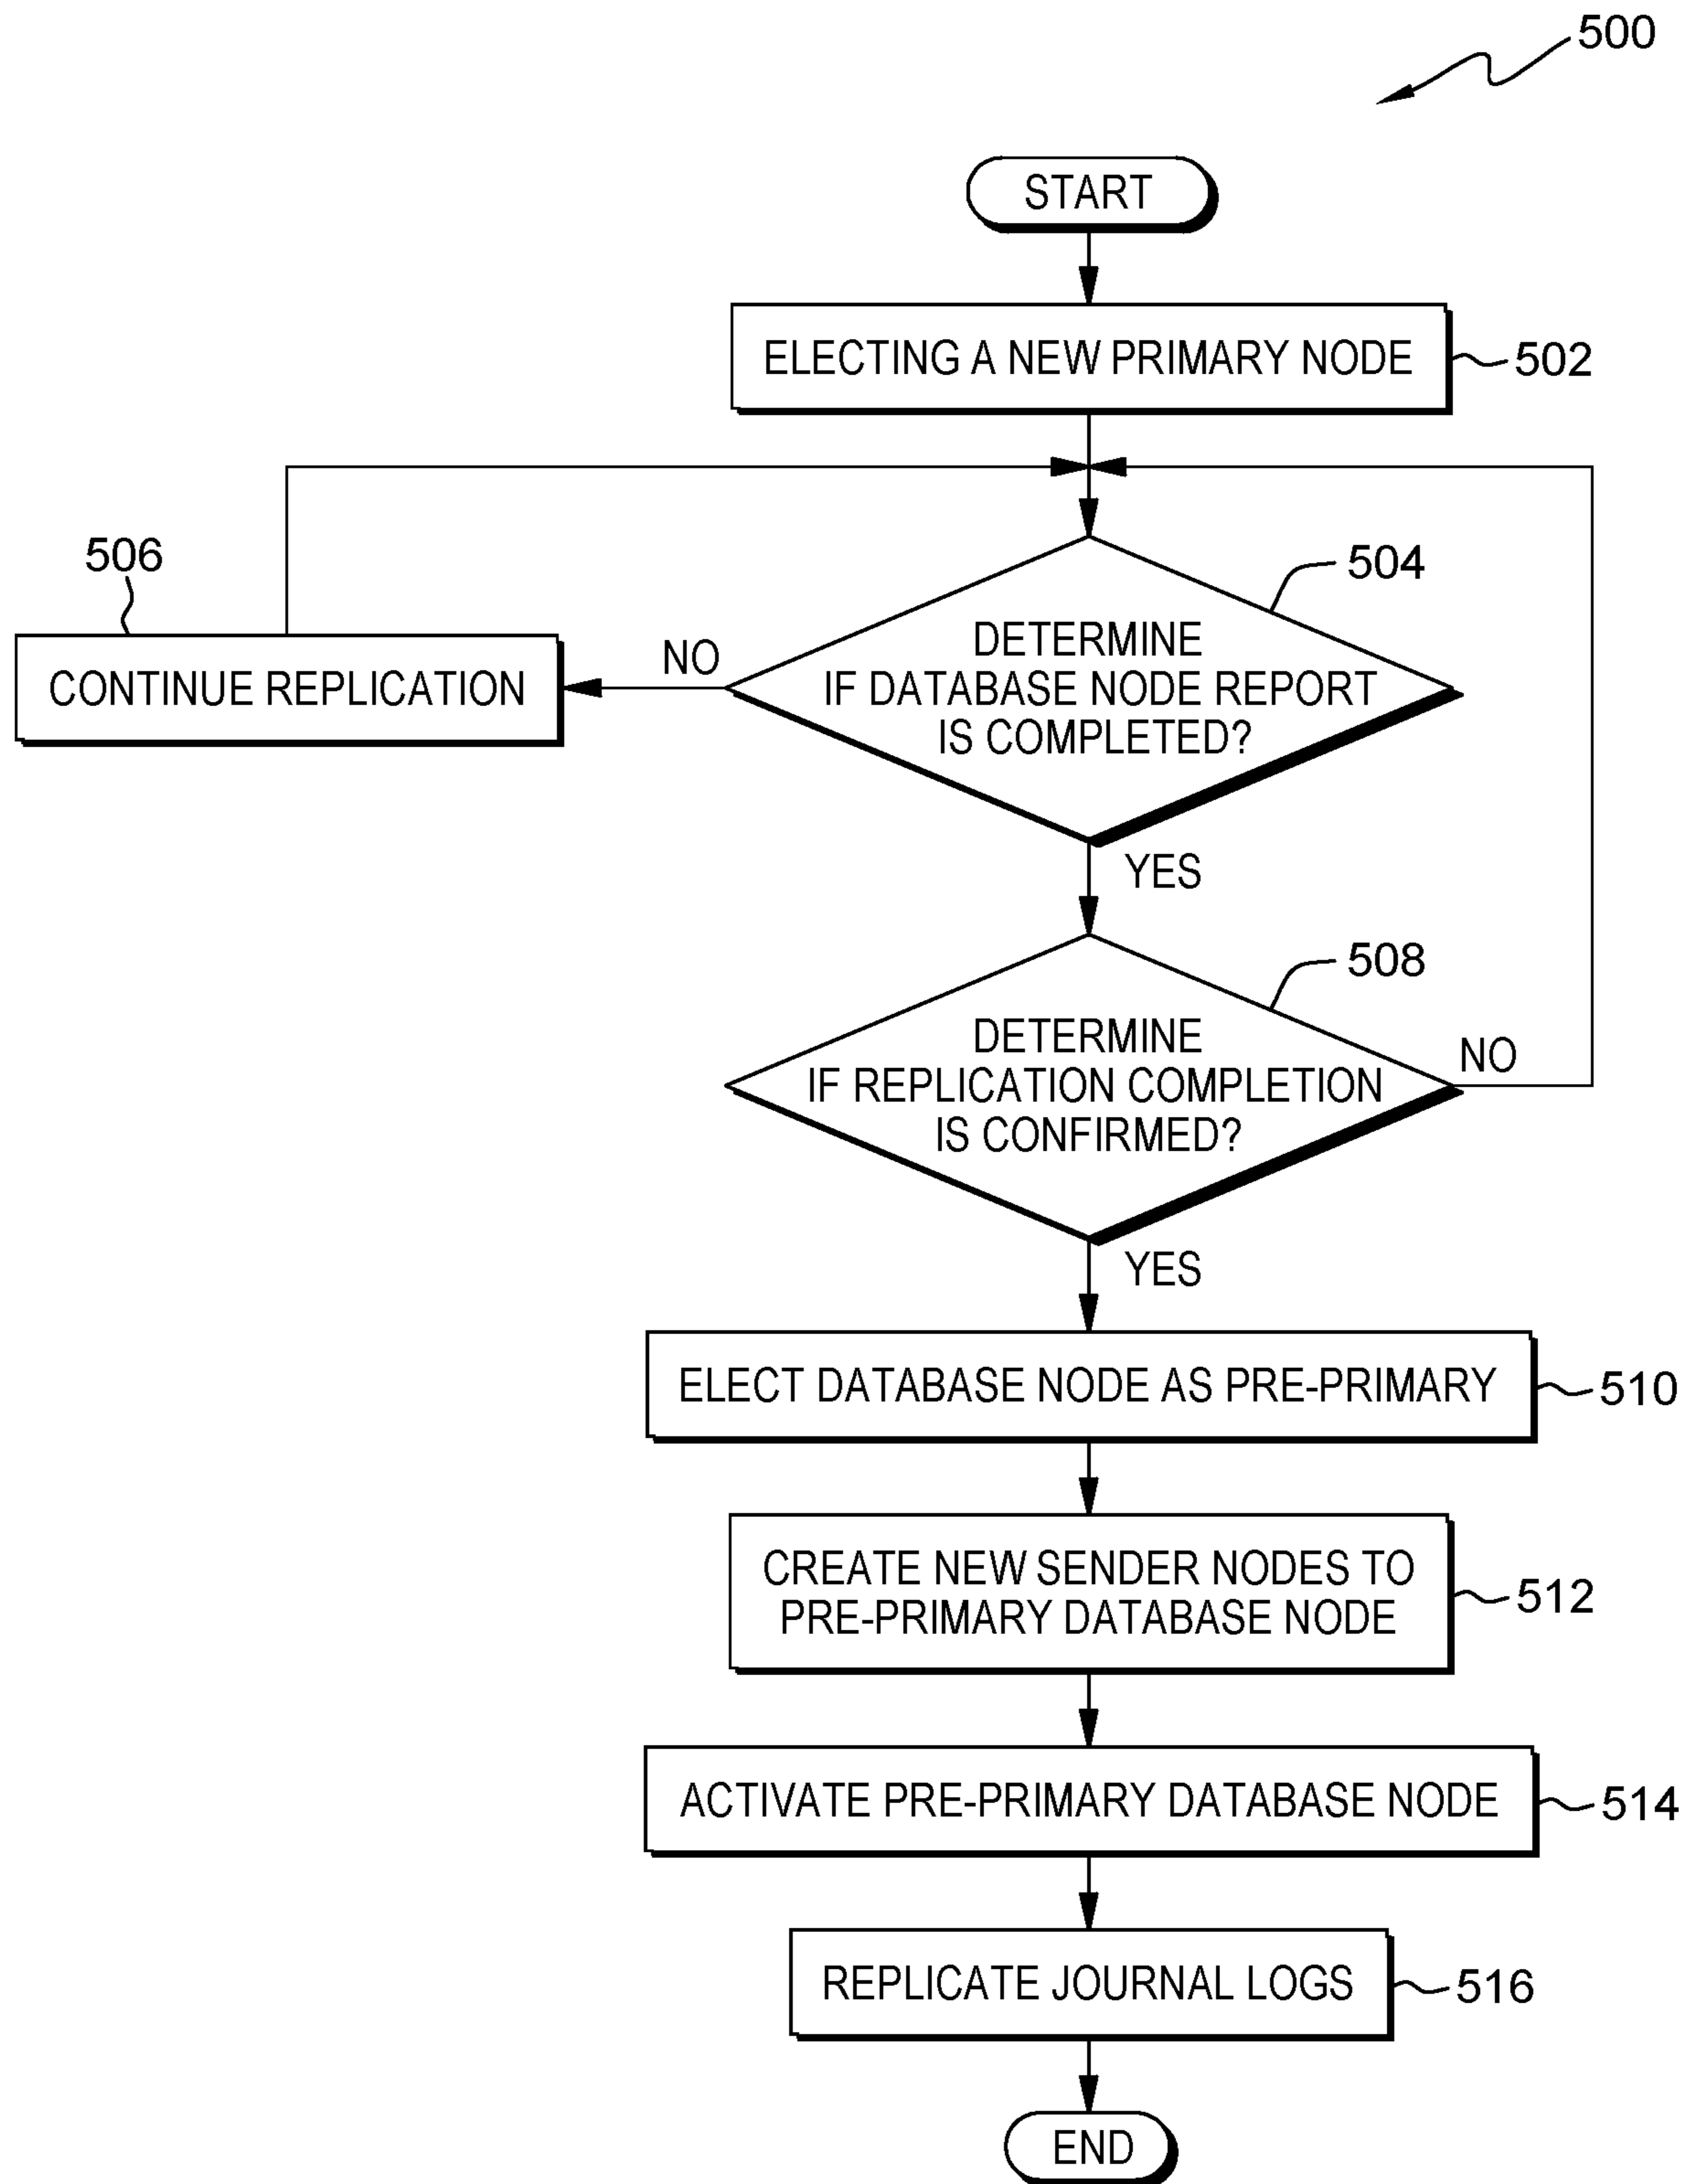 500
START
ELECTING A NEW PRIMARY NODE
502
506
504
DETERMINE
IF DATABASE NODE REPORT
IS COMPLETED?
NO
CONTINUE REPLICATION
YES
508
DETERMINE
IF REPLICATION COMPLETION
IS CONFIRMED?
NO
YES
ELECT DATABASE NODE AS PRE-PRIMARY
510
CREATE NEW SENDER NODES TO
PRE-PRIMARY DATABASE NODE
512
ACTIVATE PRE-PRIMARY DATABASE NODE
514
REPLICATE JOURNAL LOGS
516
END